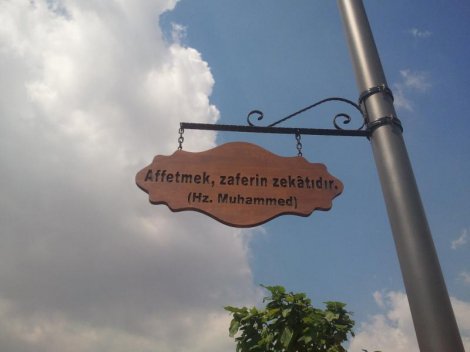 Affetmek, zaferin zekâtıdır.
(Hz. Muhammed)